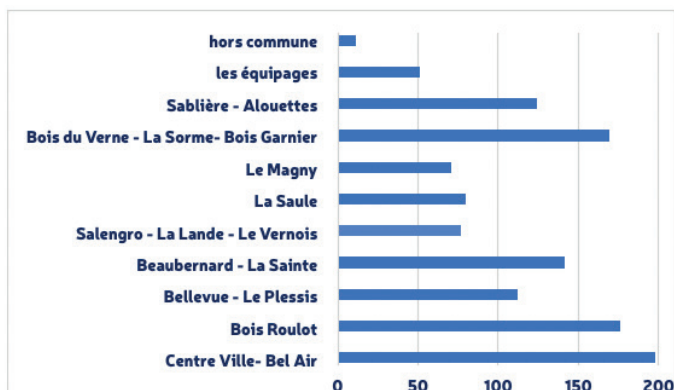 hors commune
les équipages
Sablière - Alouettes
Bois du Verne - La Sorme- Bois Garnier
Le Magny
La Saule
Salengro - La Lande - Le Vernois
Beaubernard - La Sainte
Bellevue - Le Plessis
Bois Roulot
Centre Ville- Bel Air
0 50 100 150 200